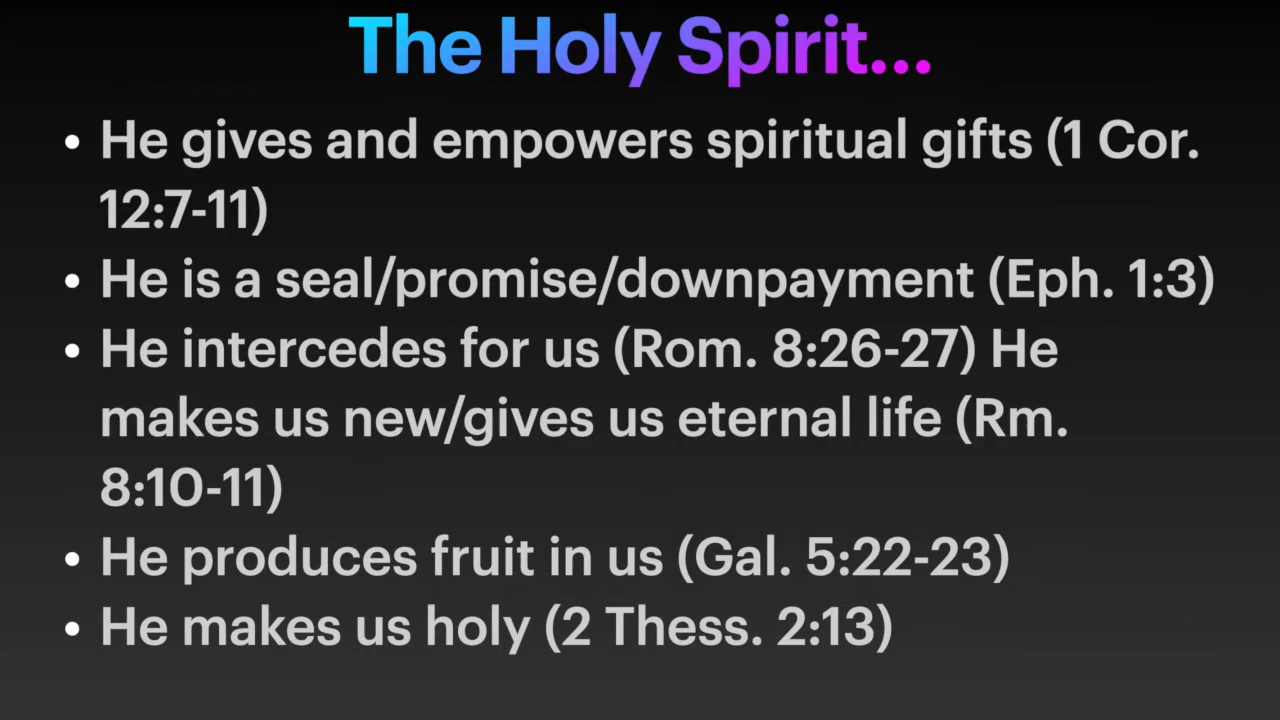 The Holy Spirit...
• He gives and empowers spiritual gifts (1 Cor.
12:7-11)
• He is a seal/promise/downpayment (Eph. 1:3)
• He intercedes for us (Rom. 8:26-27) He
makes us new/gives us eternal life (Rm.
8:10-11)
• He produces fruit in us (Gal. 5:22-23)
• He makes us holy (2 Thess. 2:13)